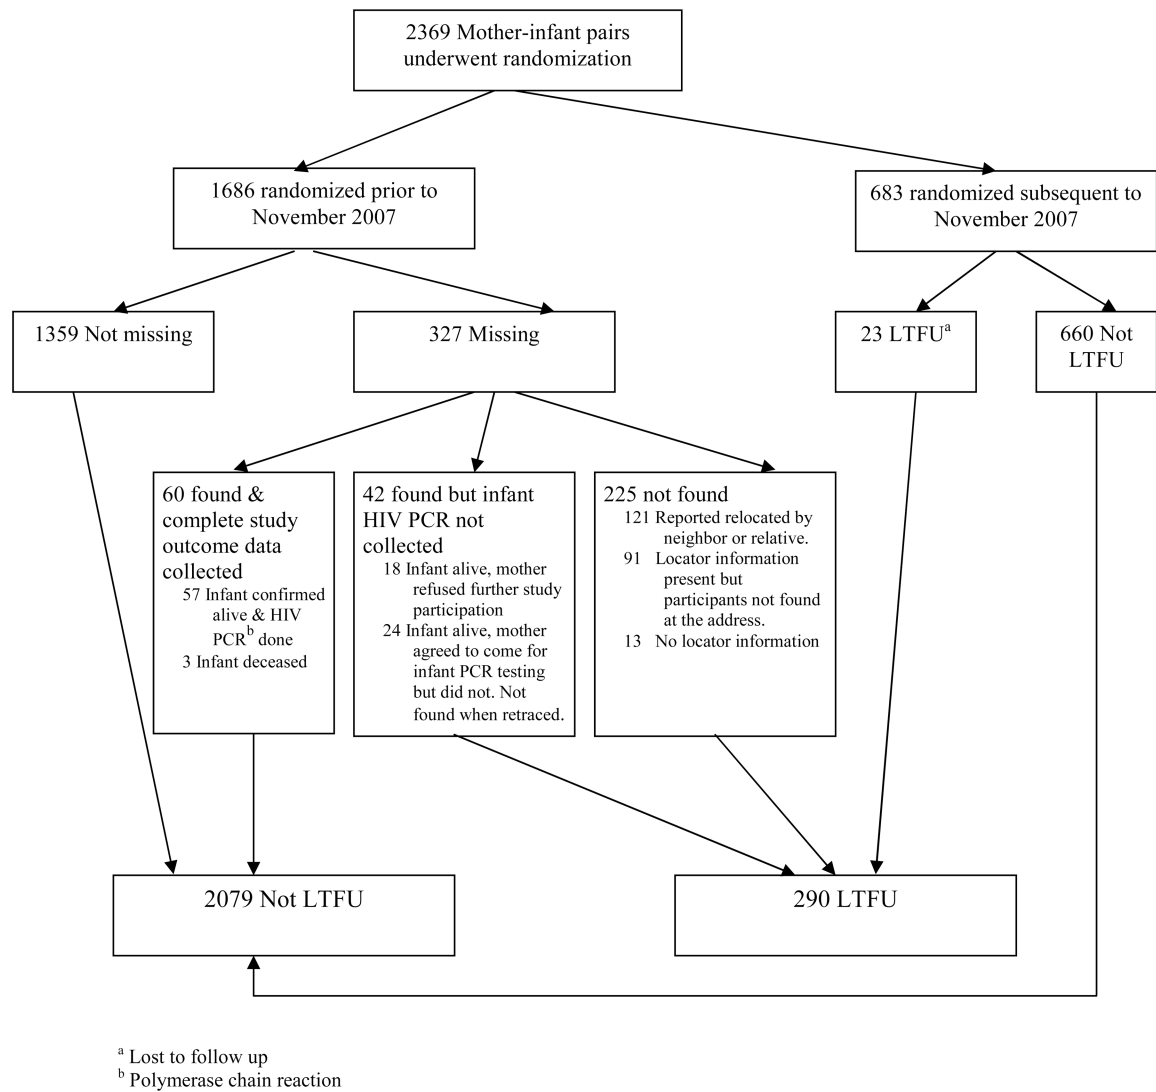 2369 Mother-infant pairs
underwent randomization
1686 randomized prior to
November 2007
683 randomized subsequent to
November 2007
1359 Not missing
327 Missing
23 LTFUa
660 Not
LTFU
60 found &
complete study
outcome data
collected
57 Infant confirmed
alive & HIV
PCRb done
3 Infant deceased
42 found but infant
HIV PCR not
collected
18 Infant alive, mother
refused further study
participation
24 Infant alive, mother
agreed to come for
infant PCR testing
but did not. Not
found when retraced.
225 not found
121 Reported relocated by
neighbor or relative.
91 Locator information
present but
participants not found
at the address.
13 No locator information
2079 Not LTFU
290 LTFU
a Lost to follow up
b Polymerase chain reaction